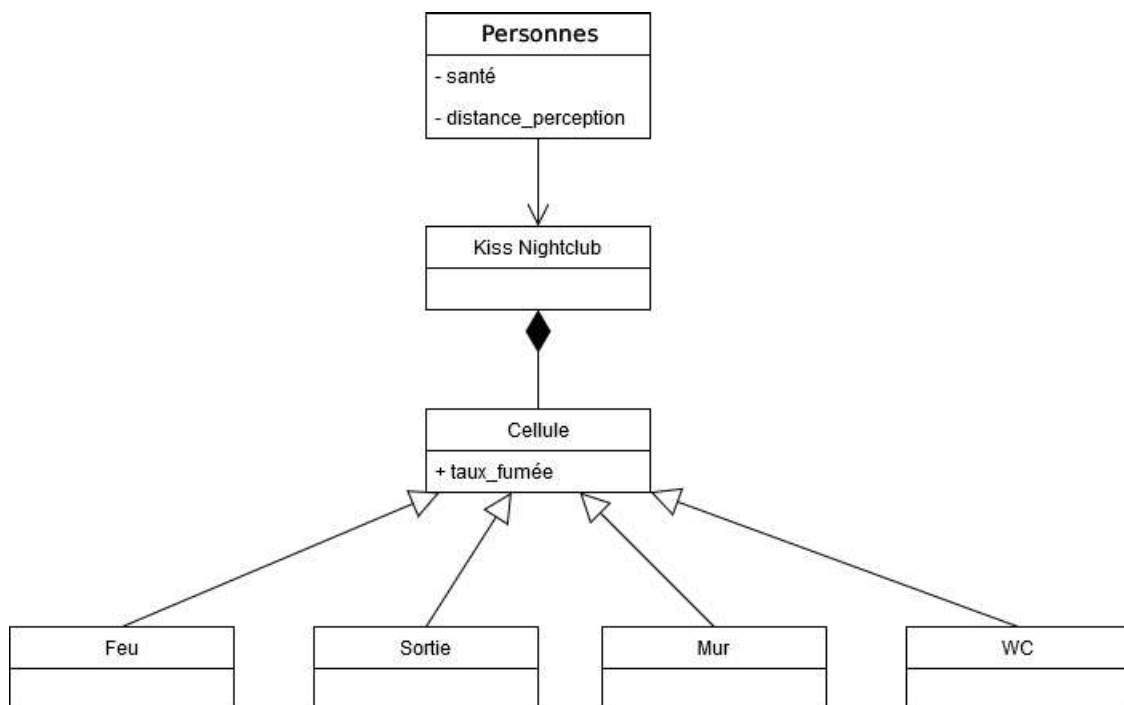 Personnes
- santé
- distance_perception
Kiss Nightclub
Cellule
+ taux_fumée
Feu
Sortie
Mur
WC